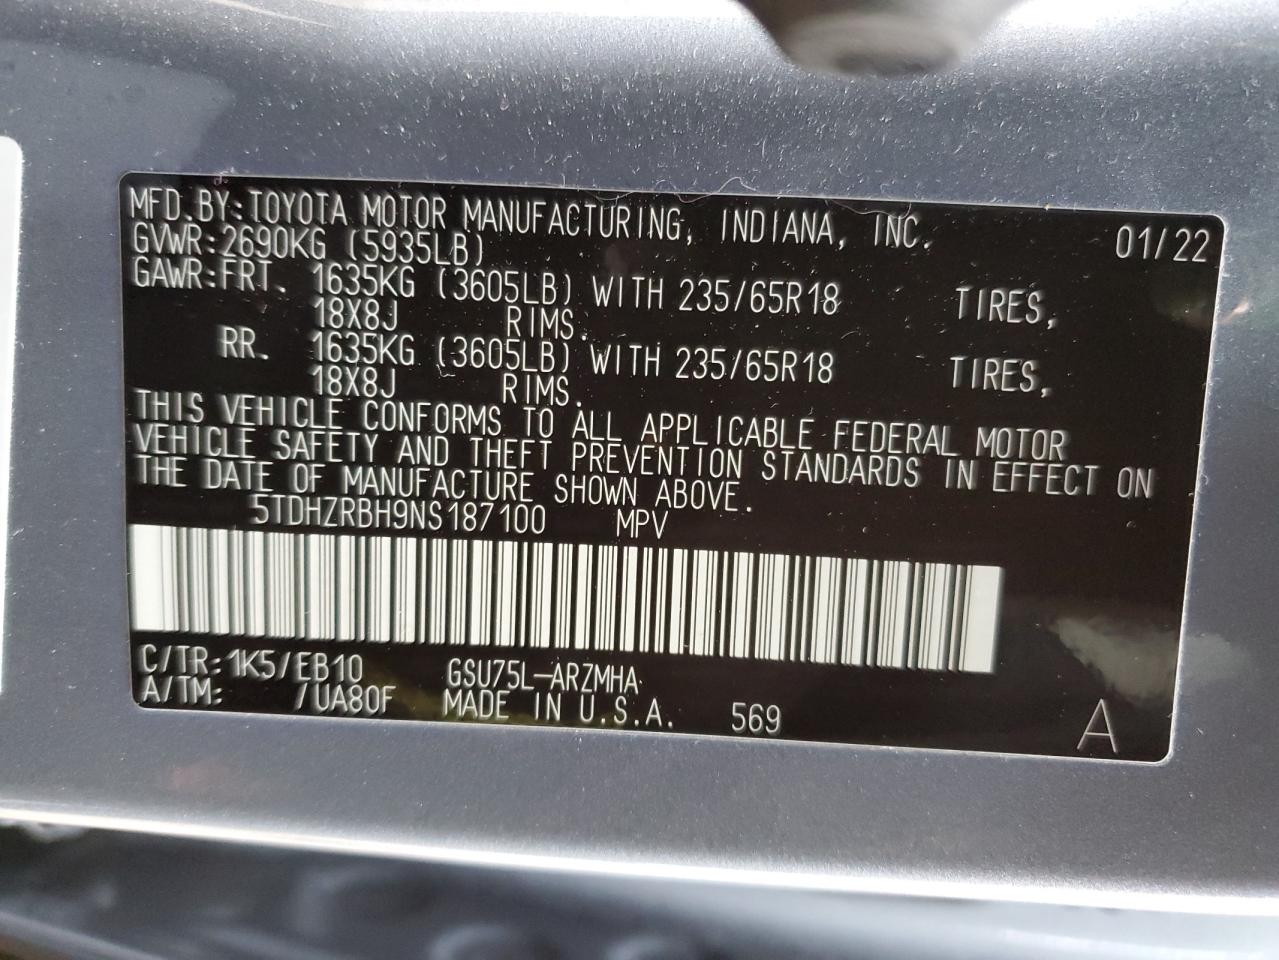 MFD.BY:TOYOTA MOTOR MANUFACTURING, INDIANA, INC. 01/22
GVWR:2690KG (5935LB)
GAWR:FRT. 1635KG (3605LB) WITH 235/65R18 TIRES,
18X8J RIMS.
RR. 1635KG (3605LB) WITH 235/65R18 TIRES,
18X8J RIMS.
THIS VEHICLE CONFORMS TO ALL APPLICABLE FEDERAL MOTOR
VEHICLE SAFETY AND THEFT PREVENTION STANDARDS IN EFFECT ON
THE DATE OF MANUFACTURE SHOWN ABOVE.
5TDHZRBH9NS187100 MPV
C/TR:1K5/EB10 GSU75L-ARZMHA
A/TM: /UA80F MADE IN U.S.A. 569 A